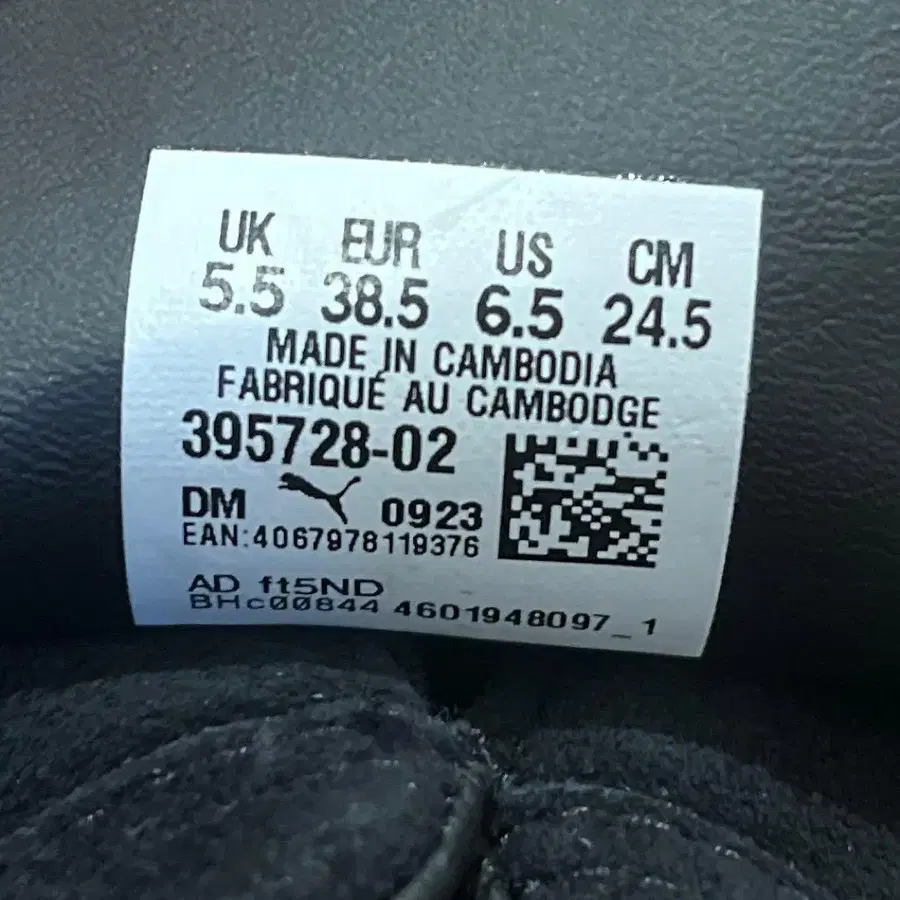 UK EUR US CM
5.5 38.5 6.5 24.5
MADE IN CAMBODIA
FABRIQUÉ AU CAMBODGE
395728-02
DM 0923
EAN:4067978119376
AD ft5ND
BHc00844 4601948097_1